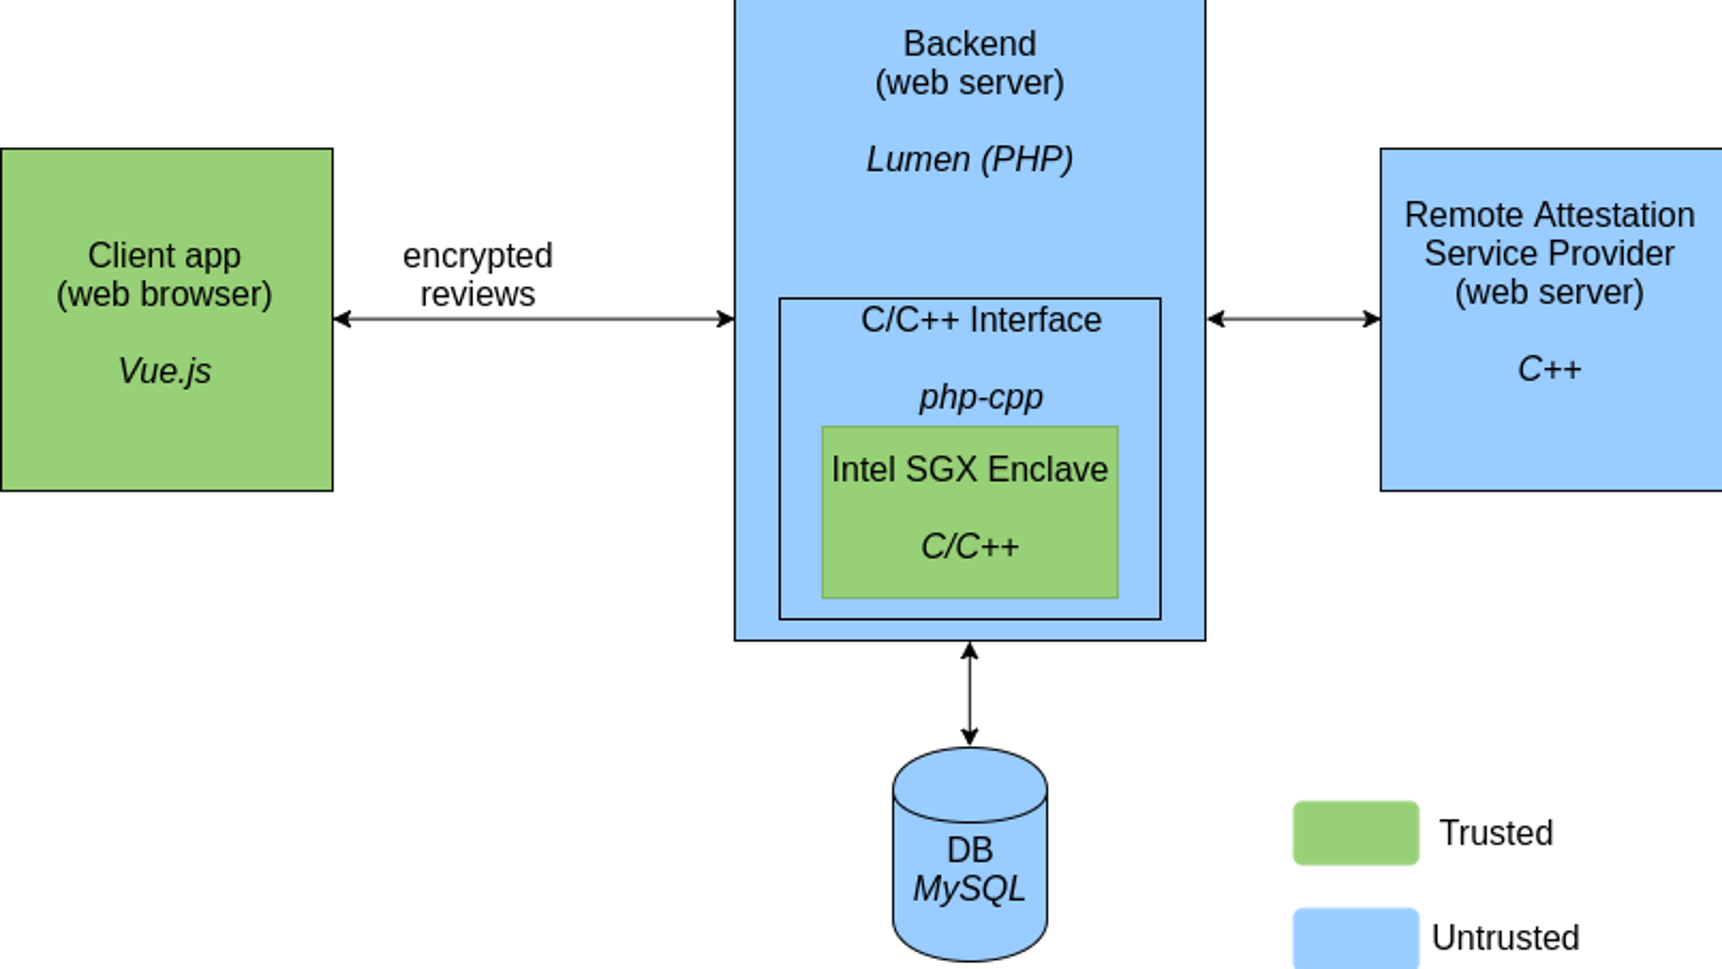 Backend
(web server)
Lumen (PHP)
Client app
(web browser)
Vue.js
encrypted
reviews
C/C++ Interface
php-cpp
Intel SGX Enclave
C/C++
Remote Attestation
Service Provider
(web server)
C++
DB
MySQL
Trusted
Untrusted